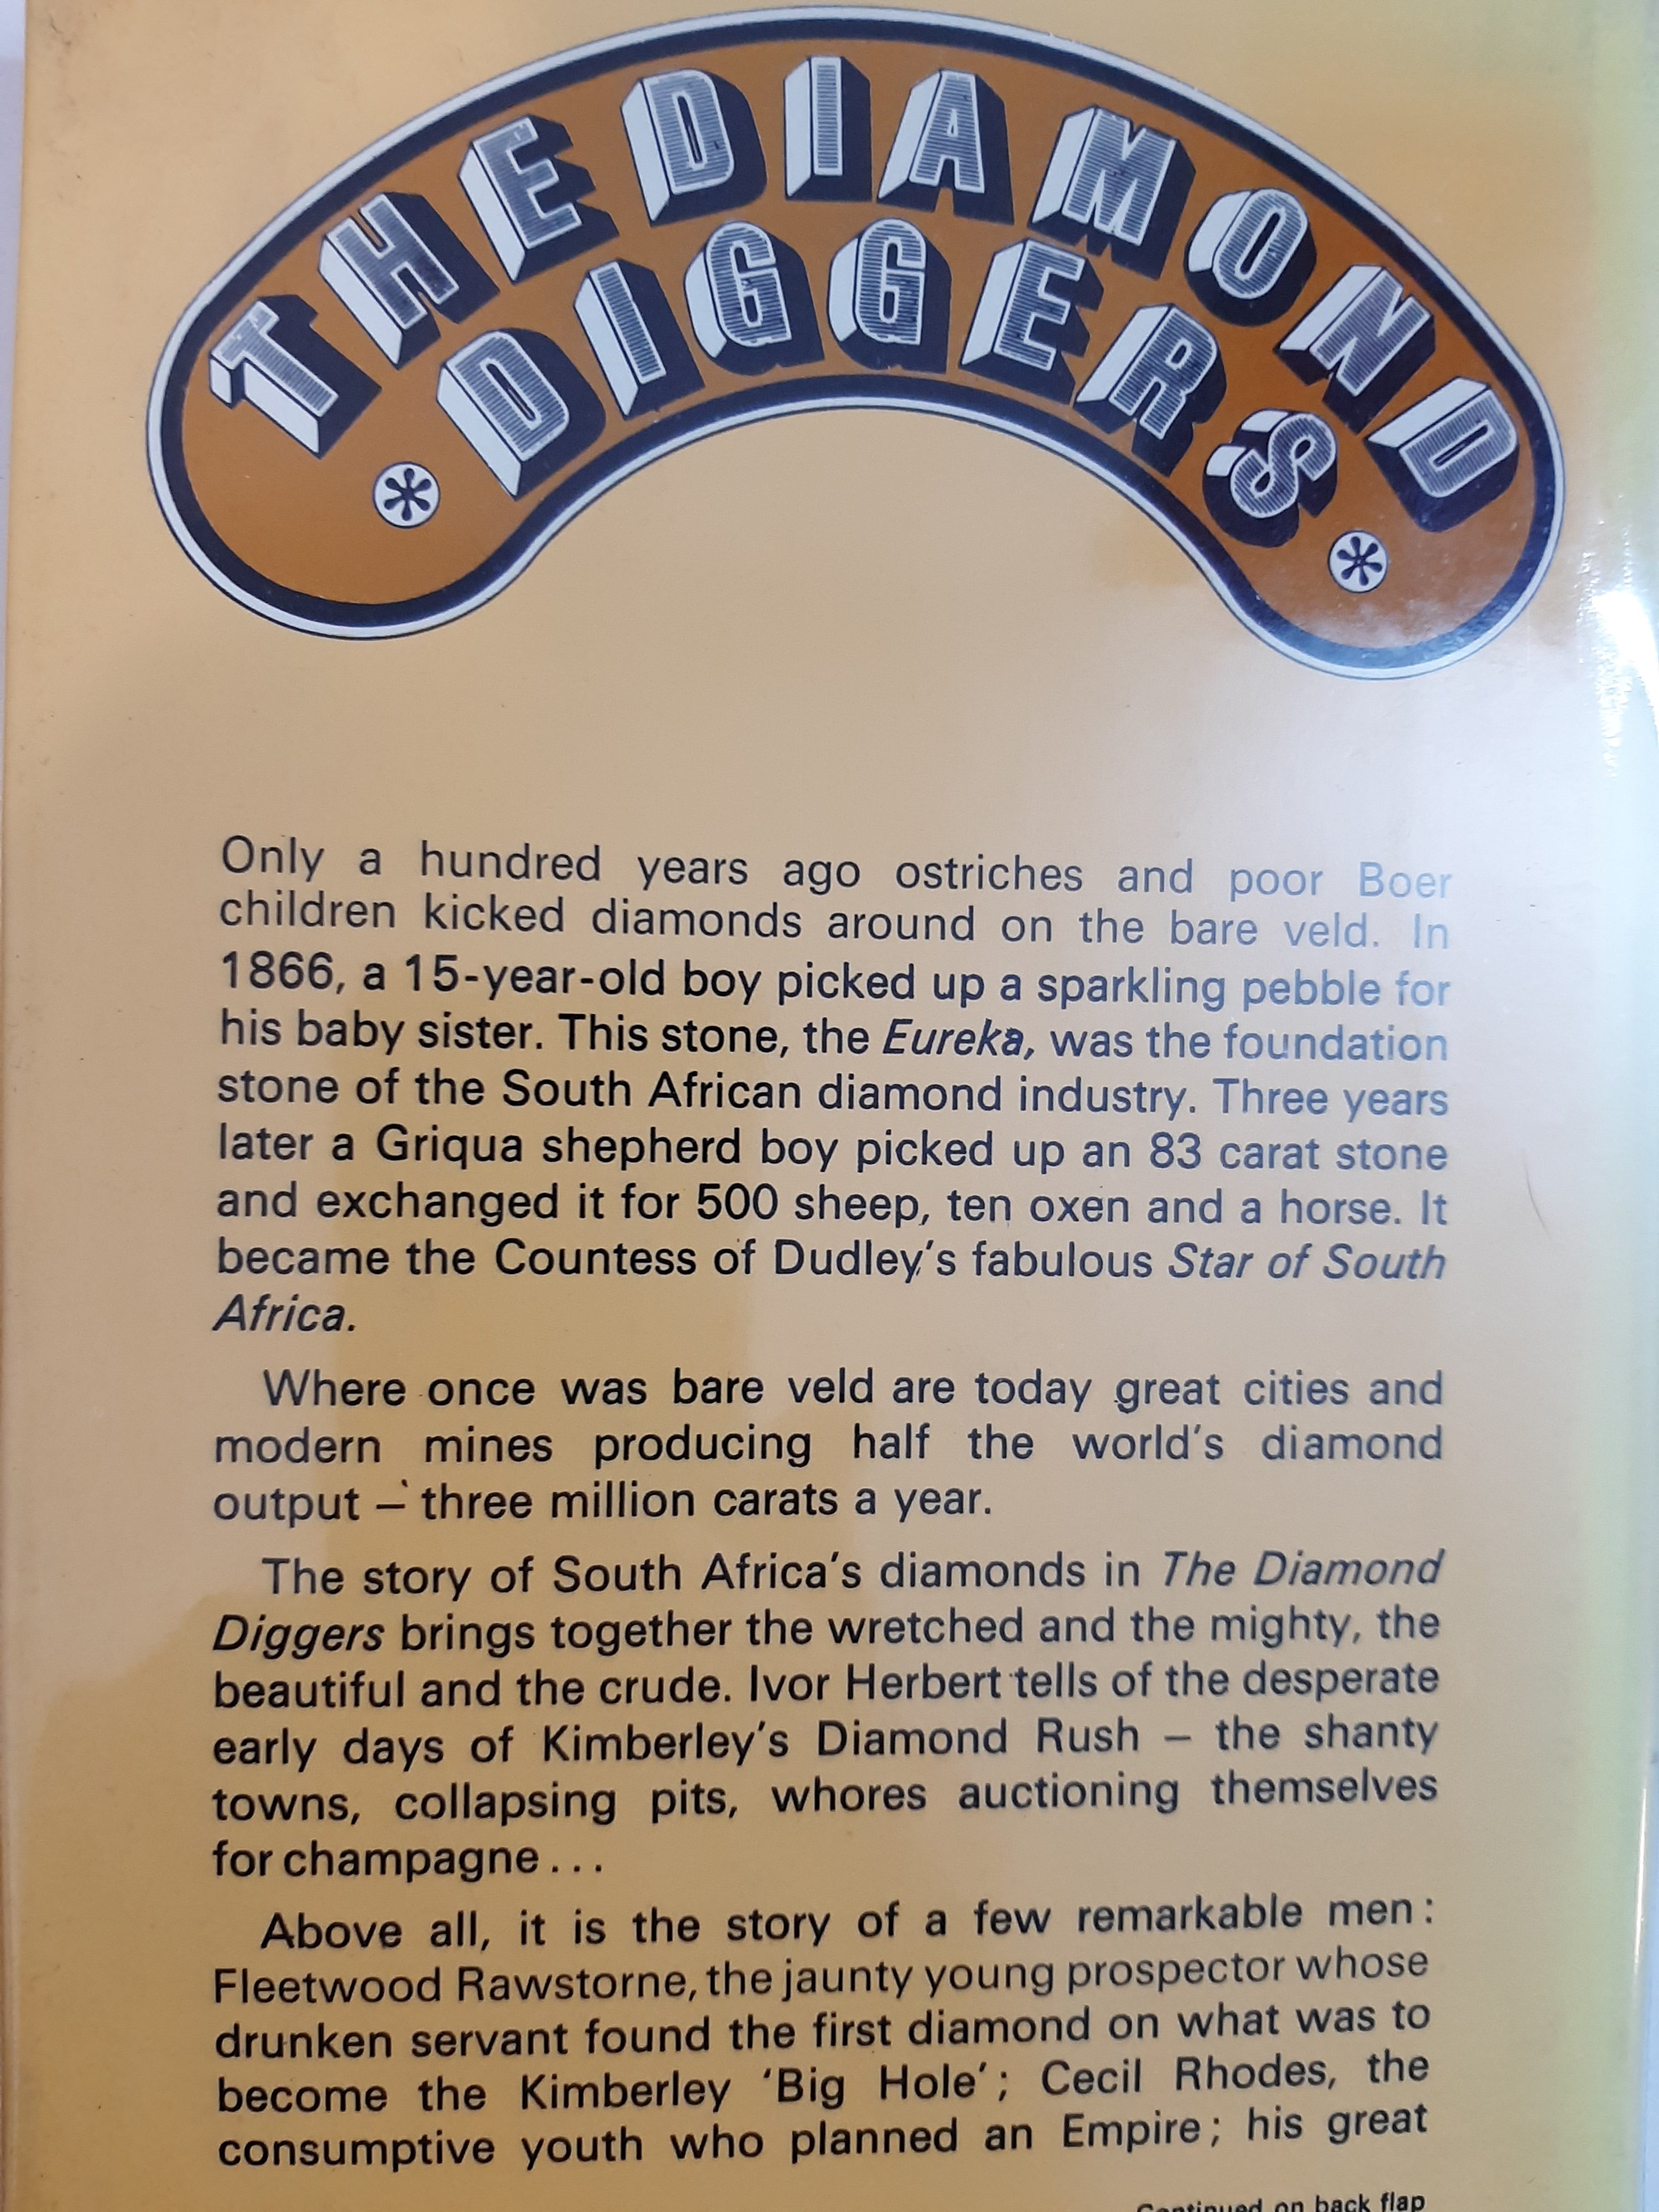 THE DIAMOND
DIGGERS
Only a hundred years ago ostriches and poor Boer
children kicked diamonds around on the bare veld. In
1866, a 15-year-old boy picked up a sparkling pebble for
his baby sister. This stone, the Eureka, was the foundation
stone of the South African diamond industry. Three years
later a Griqua shepherd boy picked up an 83 carat stone
and exchanged it for 500 sheep, ten oxen and a horse. It
became the Countess of Dudley's fabulous Star of South
Africa.
Where once was bare veld are today great cities and
modern mines producing half the world's diamond
output – three million carats a year.
The story of South Africa's diamonds in The Diamond
Diggers brings together the wretched and the mighty, the
beautiful and the crude. Ivor Herbert tells of the desperate
early days of Kimberley's Diamond Rush – the shanty
towns, collapsing pits, whores auctioning themselves
for champagne...
Above all, it is the story of a few remarkable men:
Fleetwood Rawstorne, the jaunty young prospector whose
drunken servant found the first diamond on what was to
become the Kimberley 'Big Hole'; Cecil Rhodes, the
consumptive youth who planned an Empire; his great
Continued on back flap